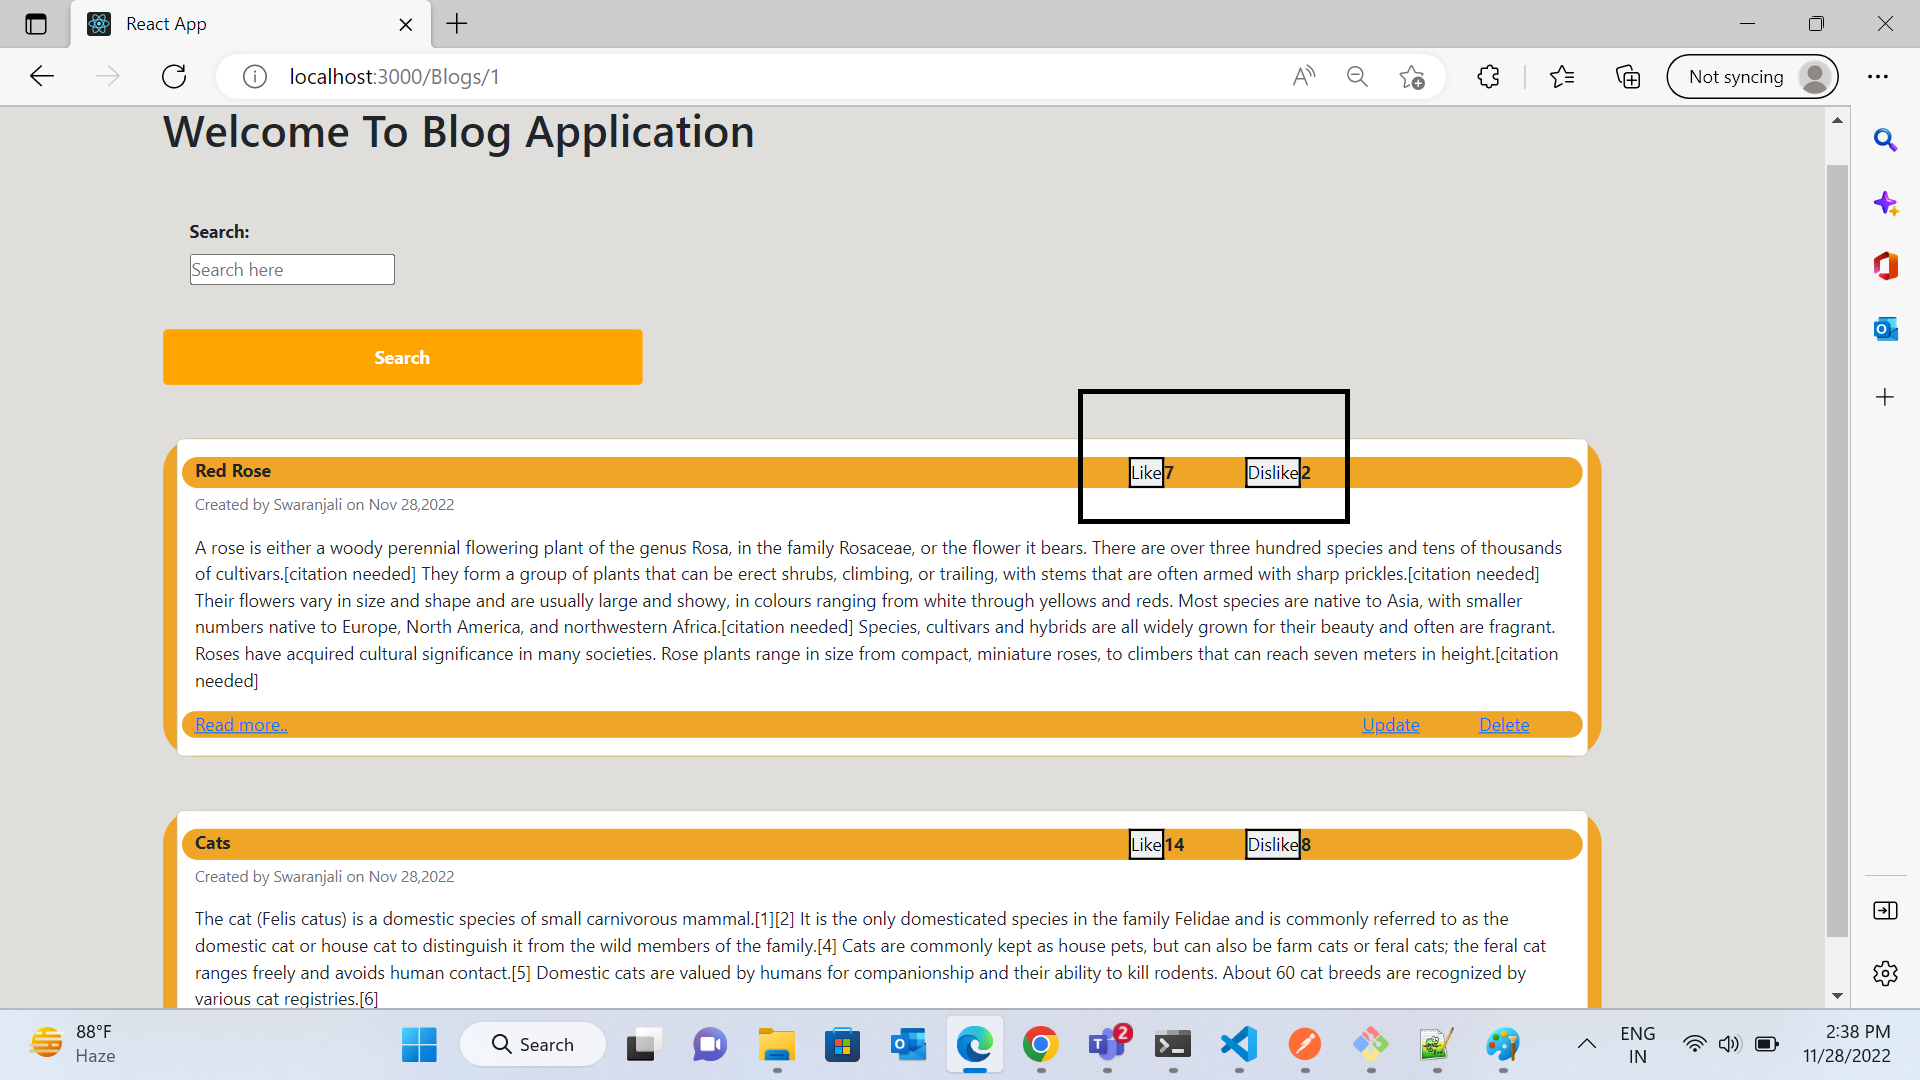 React App
localhost:3000/Blogs/1
Not syncing
Welcome To Blog Application
Search:
Search here
Search
Red Rose
Like7
Dislike2
Created by Swaranjali on Nov 28,2022
A rose is either a woody perennial flowering plant of the genus Rosa, in the family Rosaceae, or the flower it bears. There are over three hundred species and tens of thousands
of cultivars.[citation needed] They form a group of plants that can be erect shrubs, climbing, or trailing, with stems that are often armed with sharp prickles.[citation needed]
Their flowers vary in size and shape and are usually large and showy, in colours ranging from white through yellows and reds. Most species are native to Asia, with smaller
numbers native to Europe, North America, and northwestern Africa.[citation needed] Species, cultivars and hybrids are all widely grown for their beauty and often are fragrant.
Roses have acquired cultural significance in many societies. Rose plants range in size from compact, miniature roses, to climbers that can reach seven meters in height.[citation
needed]
Read more..
Update
Delete
Cats
Like14
Dislike8
Created by Swaranjali on Nov 28,2022
The cat (Felis catus) is a domestic species of small carnivorous mammal.[1][2] It is the only domesticated species in the family Felidae and is commonly referred to as the
domestic cat or house cat to distinguish it from the wild members of the family.[4] Cats are commonly kept as house pets, but can also be farm cats or feral cats; the feral cat
ranges freely and avoids human contact.[5] Domestic cats are valued by humans for companionship and their ability to kill rodents. About 60 cat breeds are recognized by
various cat registries.[6]
88°F
Haze
Search
2
ENG
IN
2:38 PM
11/28/2022